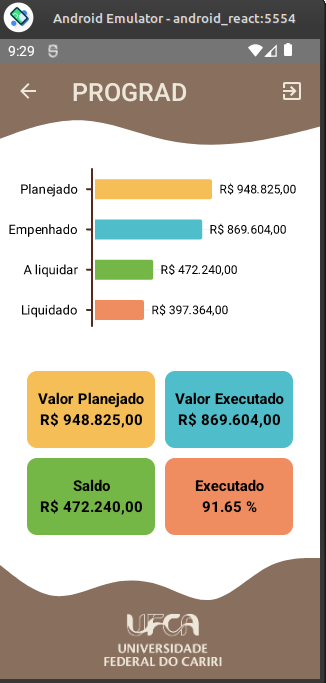 Android Emulator - android_react:5554
9:29
PROGRAD
Planejado R$ 948.825,00
Empenhado R$ 869.604,00
A liquidar R$ 472.240,00
Liquidado R$ 397.364,00
Valor Planejado
R$ 948.825,00
Valor Executado
R$ 869.604,00
Saldo
R$ 472.240,00
Executado
91.65 %
UFCA
UNIVERSIDADE
FEDERAL DO CARIRI